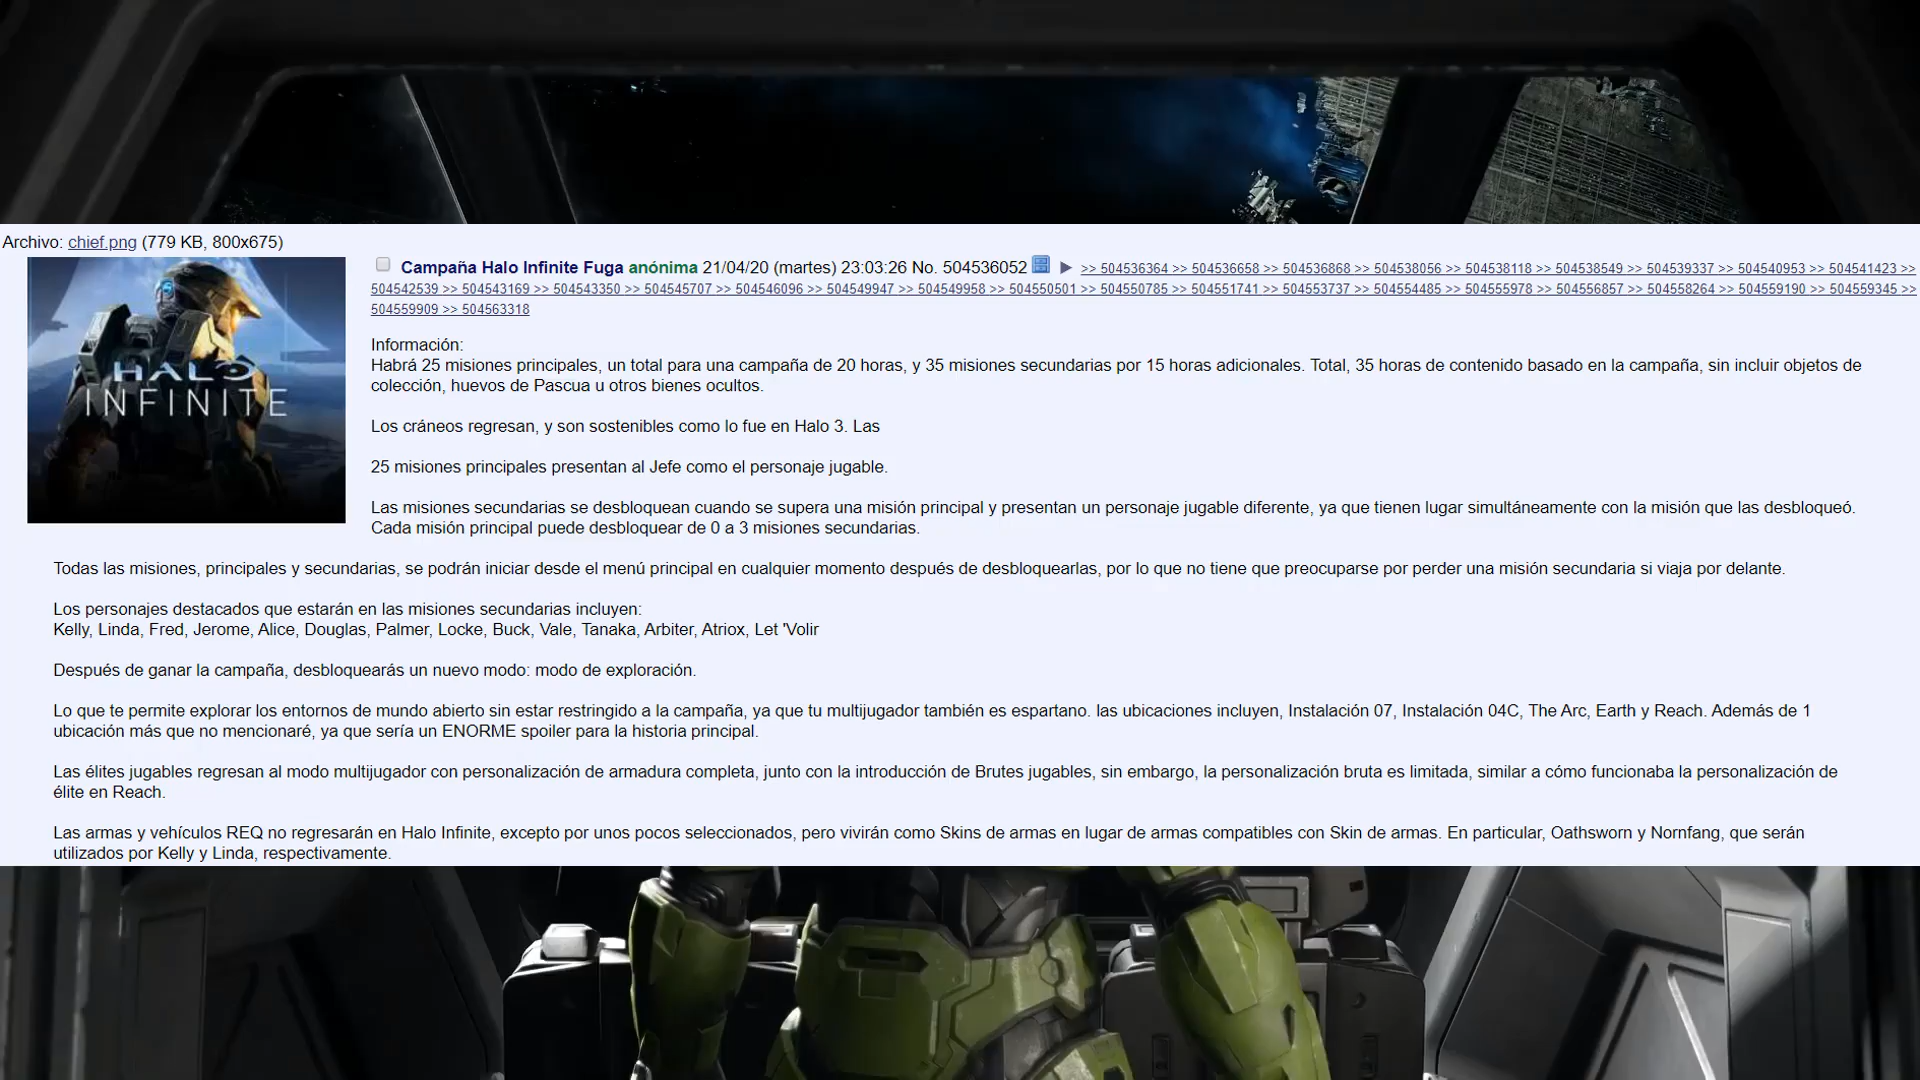 Archivo: chief.png (779 KB, 800x675)
HALO
INFINITE
Campaña Halo Infinite Fuga anónima 21/04/20 (martes) 23:03:26 No. 504536052 ▶ >> 504536364 >> 504536658 >> 504536868 >> 504538056 >> 504538118 >> 504538549 >> 504539337 >> 504540953 >> 504541423 >>
504542539 >> 504543169 >> 504543350 >> 504545707 >> 504546096 >> 504549947 >> 504549958 >> 504550501 >> 504550785 >> 504551741 >> 504553737 >> 504554485 >> 504555978 >> 504556857 >> 504558264 >> 504559190 >> 504559345 >>
504559909 >> 504563318
Información:
Habrá 25 misiones principales, un total para una campaña de 20 horas, y 35 misiones secundarias por 15 horas adicionales. Total, 35 horas de contenido basado en la campaña, sin incluir objetos de
colección, huevos de Pascua u otros bienes ocultos.
Los cráneos regresan, y son sostenibles como lo fue en Halo 3. Las
25 misiones principales presentan al Jefe como el personaje jugable.
Las misiones secundarias se desbloquean cuando se supera una misión principal y presentan un personaje jugable diferente, ya que tienen lugar simultáneamente con la misión que las desbloqueó.
Cada misión principal puede desbloquear de 0 a 3 misiones secundarias.
Todas las misiones, principales y secundarias, se podrán iniciar desde el menú principal en cualquier momento después de desbloquearlas, por lo que no tiene que preocuparse por perder una misión secundaria si viaja por delante.
Los personajes destacados que estarán en las misiones secundarias incluyen:
Kelly, Linda, Fred, Jerome, Alice, Douglas, Palmer, Locke, Buck, Vale, Tanaka, Arbiter, Atriox, Let 'Volir
Después de ganar la campaña, desbloquearás un nuevo modo: modo de exploración.
Lo que te permite explorar los entornos de mundo abierto sin estar restringido a la campaña, ya que tu multijugador también es espartano. las ubicaciones incluyen, Instalación 07, Instalación 04C, The Arc, Earth y Reach. Además de 1
ubicación más que no mencionaré, ya que sería un ENORME spoiler para la historia principal.
Las élites jugables regresan al modo multijugador con personalización de armadura completa, junto con la introducción de Brutes jugables, sin embargo, la personalización bruta es limitada, similar a cómo funcionaba la personalización de
élite en Reach.
Las armas y vehículos REQ no regresarán en Halo Infinite, excepto por unos pocos seleccionados, pero vivirán como Skins de armas en lugar de armas compatibles con Skin de armas. En particular, Oathsworn y Nornfang, que serán
utilizados por Kelly y Linda, respectivamente.